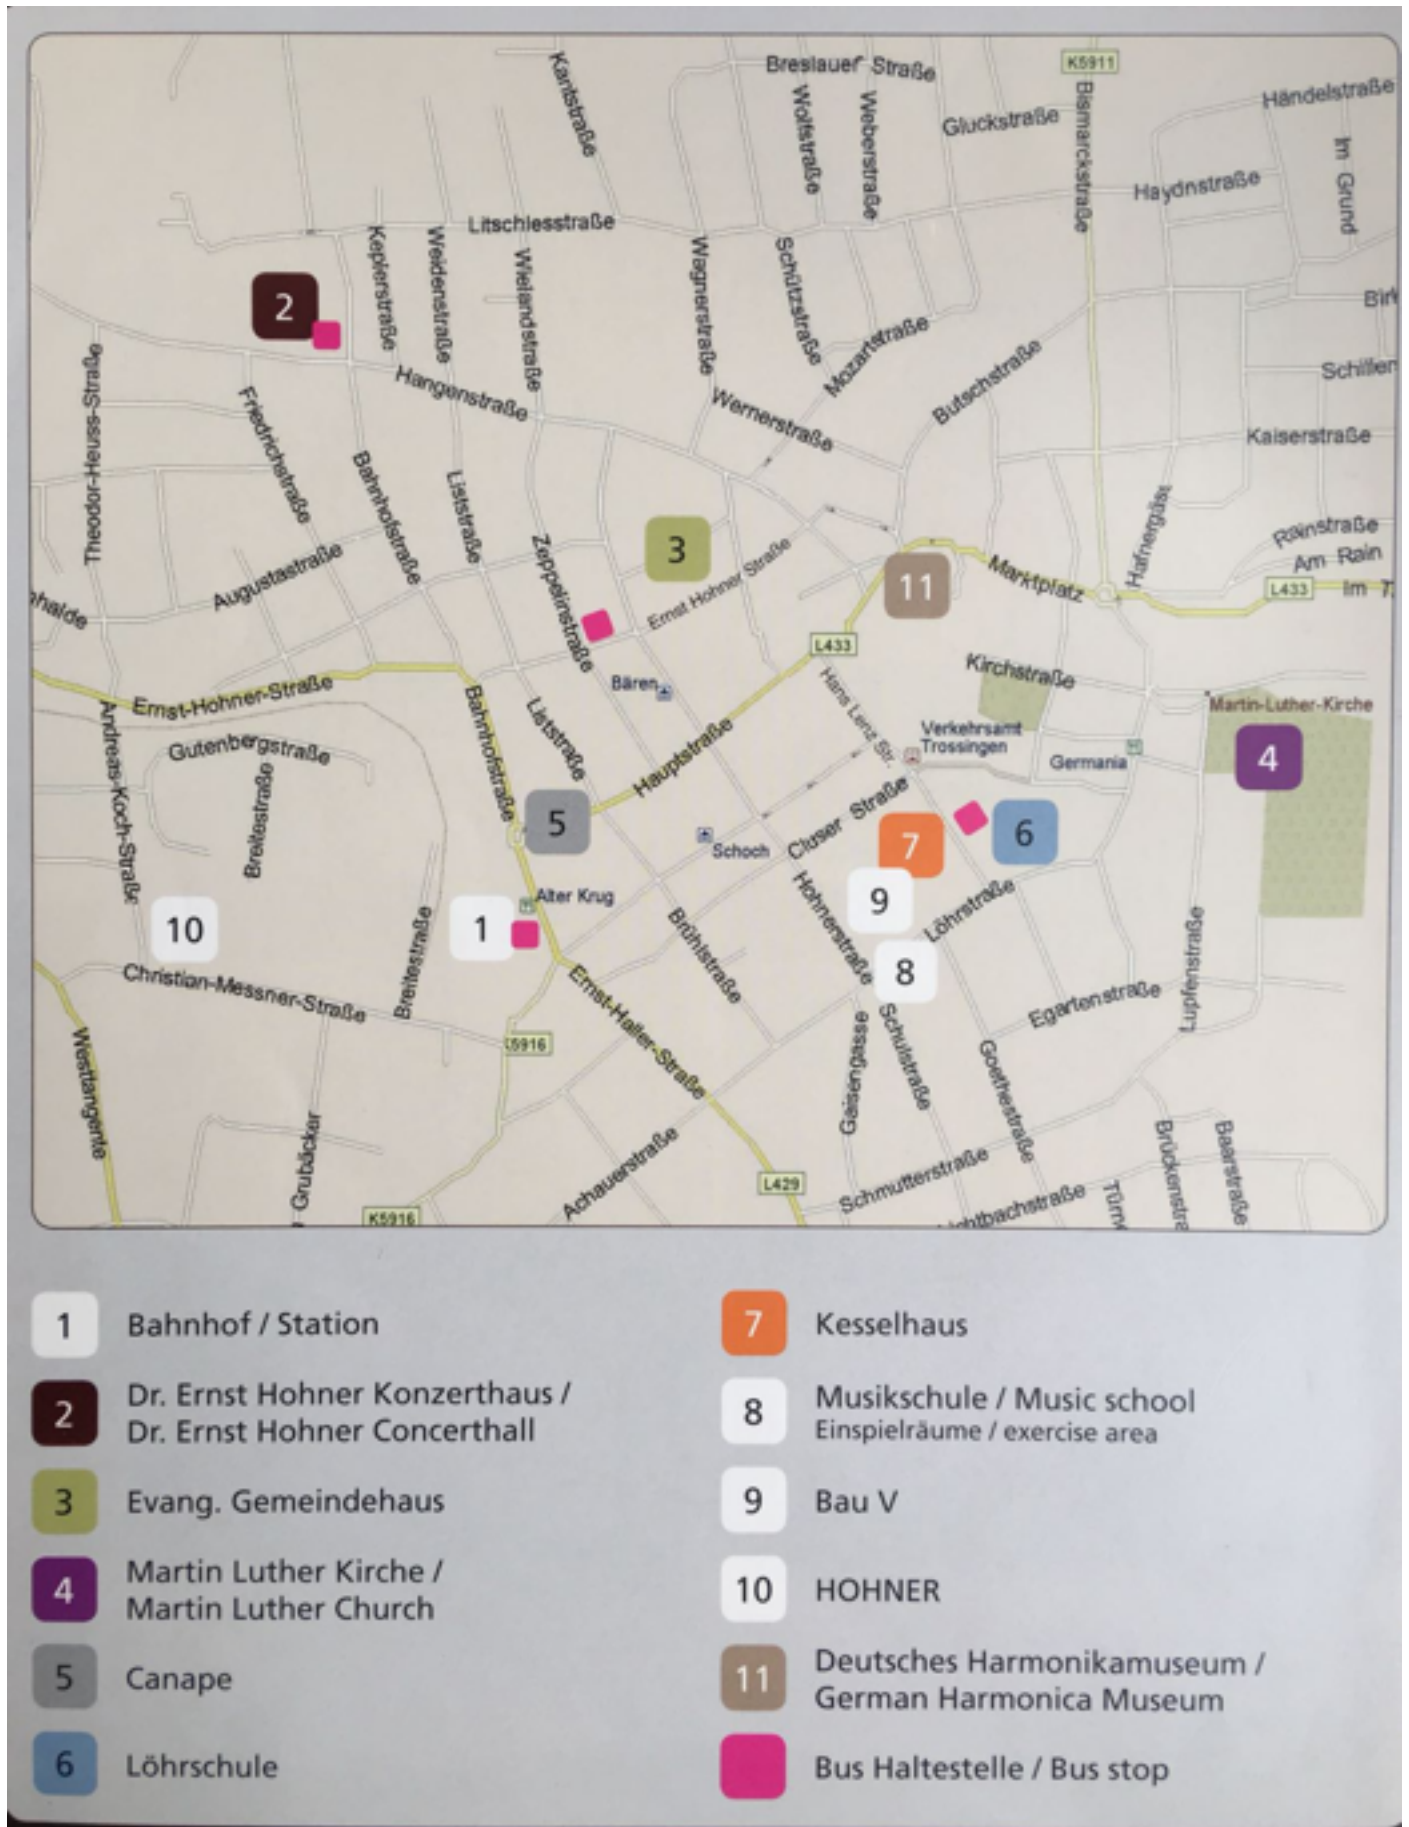 Kantstraße
Breslauer Straße
K5911
Händelstraße
Wolfstraße
Weberstraße
Gluckstraße
Bismarckstraße
Im Grund
Haydnstraße
Litschlesstraße
Keplerstraße
Weidenstraße
Wielandstraße
Wagnerstraße
Schützstraße
2
Mozartstraße
Butschstraße
Theodor-Heuss-Straße
Hangenstraße
Wernerstraße
Friedrichstraße
Kaiserstraße
Bahnhofstraße
Liststraße
Hafnergäss
Zeppelinstraße
3
Rainstraße
Am Rain
Augustastraße
Ernst Hohner Straße
11
Marktplatz
L433
Im T
L433
Kirchstraße
Bären
Hans Lenz Str.
Ernst-Hohner-Straße
Bahnhofstraße
Liststraße
Martin-Luther-Kirche
Andreas-Koch-Straße
Gutenbergstraße
Hauptstraße
Verkehrsamt
Trossingen
Germania
4
Breitestraße
5
Cluser Straße
7
6
Schoch
Alter Krug
10
1
9
Hohnerstraße
Löhrstraße
8
Brühlstraße
Breitestraße
Lupfenstraße
Christian-Messner-Straße
Ernst-Haller-Straße
Egartenstraße
Westtangente
K5916
Gaisengasse
Schulstraße
Goethestraße
Grubäcker
Achauerstraße
L429
Schmutterstraße
Brückenstra
Baarstraße
K5916
1 Bahnhof / Station
2 Dr. Ernst Hohner Konzerthaus /
Dr. Ernst Hohner Concerthall
3 Evang. Gemeindehaus
4 Martin Luther Kirche /
Martin Luther Church
5 Canape
6 Löhrschule
7 Kesselhaus
8 Musikschule / Music school
Einspielräume / exercise area
9 Bau V
10 HOHNER
11 Deutsches Harmonikamuseum /
German Harmonica Museum
Bus Haltestelle / Bus stop